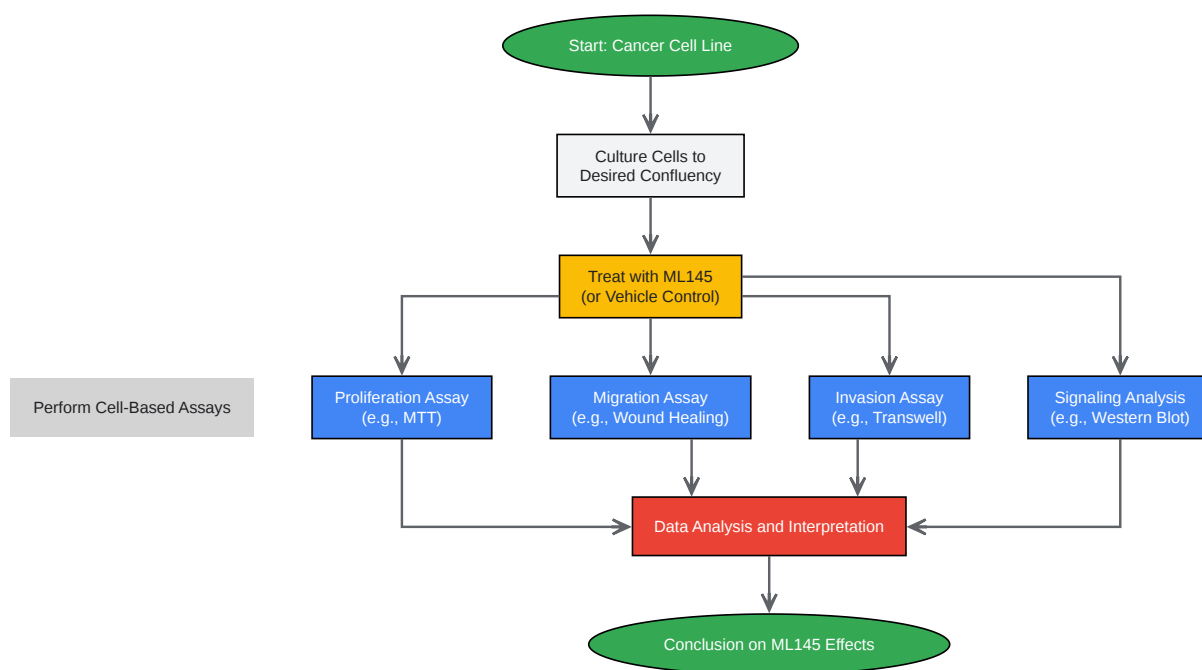 Start: Cancer Cell Line
Culture Cells to
Desired Confluency
Treat with ML145
(or Vehicle Control)
Perform Cell-Based Assays
Proliferation Assay
(e.g., MTT)
Migration Assay
(e.g., Wound Healing)
Invasion Assay
(e.g., Transwell)
Signaling Analysis
(e.g., Western Blot)
Data Analysis and Interpretation
Conclusion on ML145 Effects